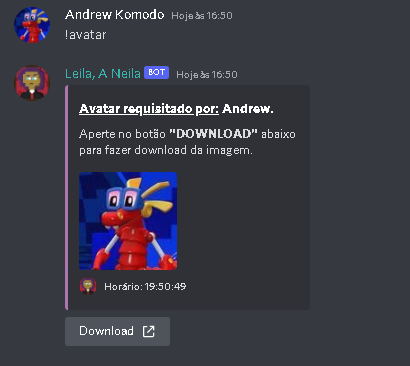 Andrew Komodo Hoje às 16:50
!avatar
Leila, A Neila BOT Hoje às 16:50
Avatar requisitado por: Andrew.
Aperte no botão "DOWNLOAD" abaixo
para fazer download da imagem.
Horário: 19:50:49
Download